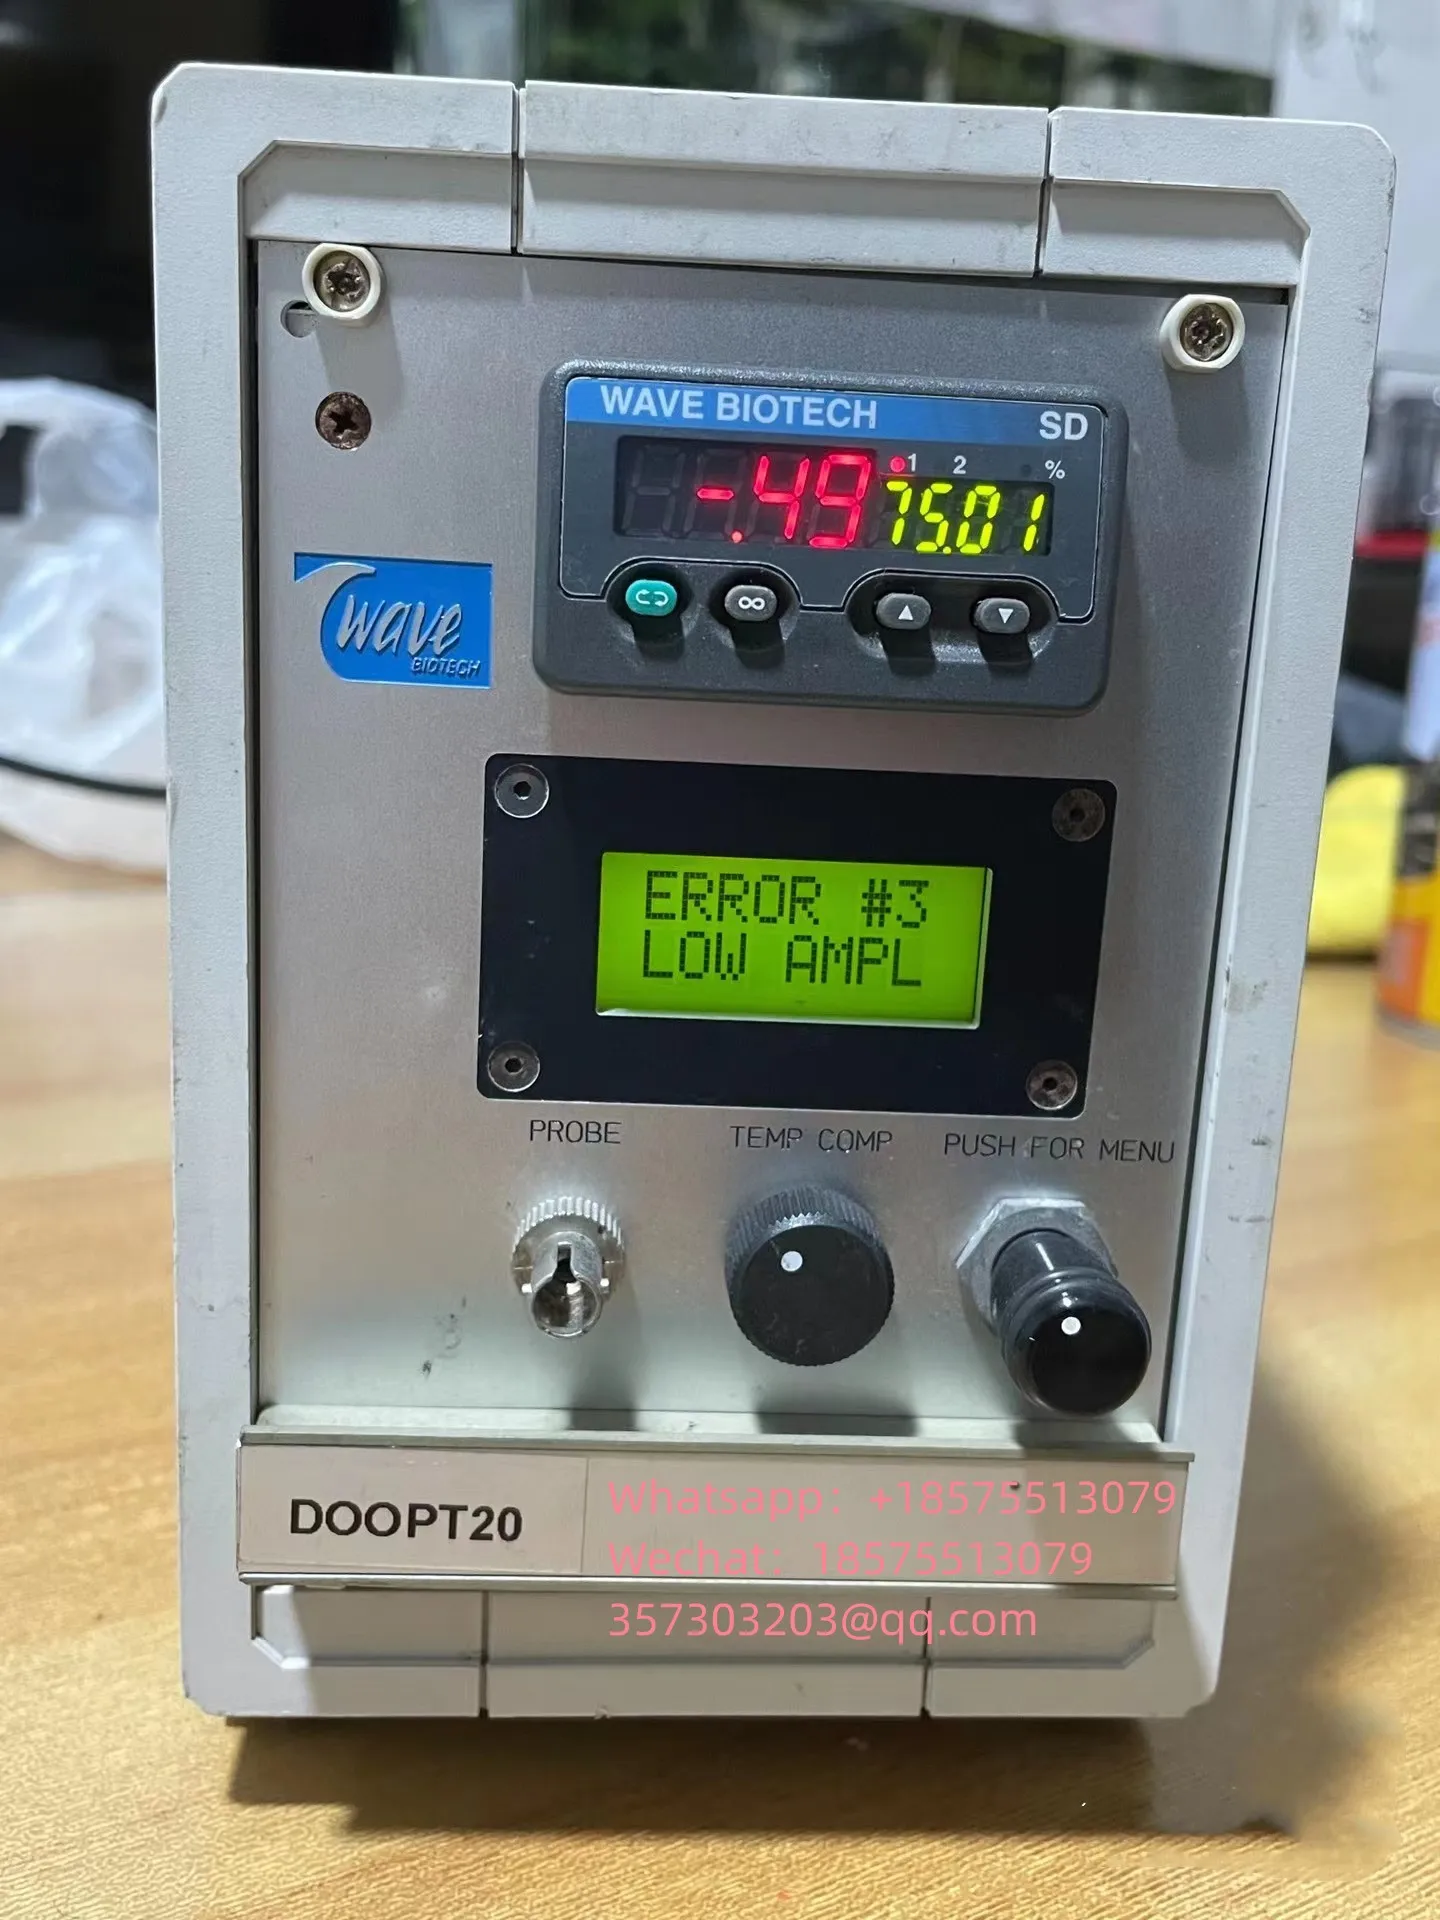 WAVE BIOTECH
SD
1 2 %
-.49 75.01
wave
BIOTECH
ERROR #3
LOW AMPL
PROBE
TEMP COMP
PUSH FOR MENU
DOOPT20
Whatsapp: +18575513079
Wechat: 18575513079
357303203@qq.com